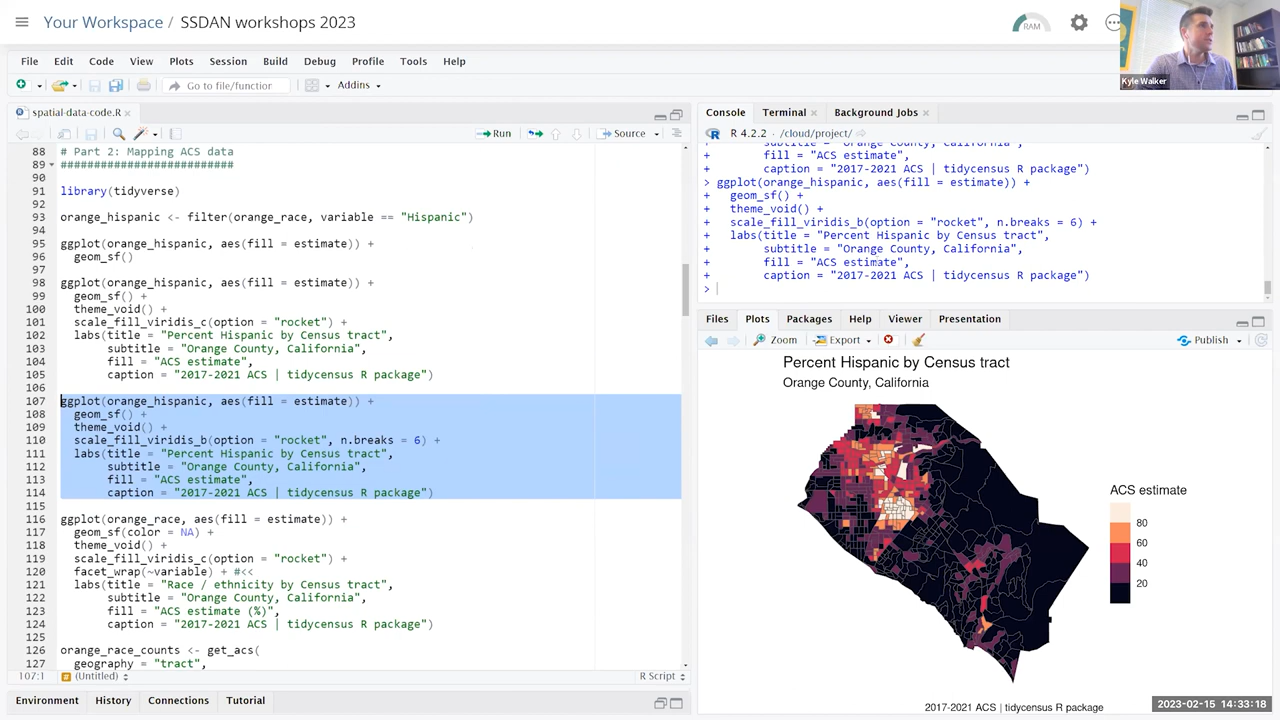 Your Workspace / SSDAN workshops 2023
RAM
Kyle Walker
File Edit Code View Plots Session Build Debug Profile Tools Help
Go to file/function
Addins
spatial-data-code.R
Run
Source
88 # Part 2: Mapping ACS data
89 #########################
90
91 library(tidyverse)
92
93 orange_hispanic <- filter(orange_race, variable == "Hispanic")
94
95 ggplot(orange_hispanic, aes(fill = estimate)) +
96 geom_sf()
97
98 ggplot(orange_hispanic, aes(fill = estimate)) +
99 geom_sf() +
100 theme_void() +
101 scale_fill_viridis_c(option = "rocket") +
102 labs(title = "Percent Hispanic by Census tract",
103 subtitle = "Orange County, California",
104 fill = "ACS estimate",
105 caption = "2017-2021 ACS | tidycensus R package")
106
107 ggplot(orange_hispanic, aes(fill = estimate)) +
108 geom_sf() +
109 theme_void() +
110 scale_fill_viridis_b(option = "rocket", n.breaks = 6) +
111 labs(title = "Percent Hispanic by Census tract",
112 subtitle = "Orange County, California",
113 fill = "ACS estimate",
114 caption = "2017-2021 ACS | tidycensus R package")
115
116 ggplot(orange_race, aes(fill = estimate)) +
117 geom_sf(color = NA) +
118 theme_void() +
119 scale_fill_viridis_c(option = "rocket") +
120 facet_wrap(~variable) + #<<
121 labs(title = "Race / ethnicity by Census tract",
122 subtitle = "Orange County, California",
123 fill = "ACS estimate (%)",
124 caption = "2017-2021 ACS | tidycensus R package")
125
126 orange_race_counts <- get_acs(
127 geography = "tract",
107:1 # (Untitled) R Script
Environment History Connections Tutorial
Console Terminal Background Jobs
R 4.2.2 · /cloud/project/
+ subtitle = "Orange County, California",
+ fill = "ACS estimate",
+ caption = "2017-2021 ACS | tidycensus R package")
> ggplot(orange_hispanic, aes(fill = estimate)) +
+ geom_sf() +
+ theme_void() +
+ scale_fill_viridis_b(option = "rocket", n.breaks = 6) +
+ labs(title = "Percent Hispanic by Census tract",
+ subtitle = "Orange County, California",
+ fill = "ACS estimate",
+ caption = "2017-2021 ACS | tidycensus R package")
>
Files Plots Packages Help Viewer Presentation
Zoom Export Publish
Percent Hispanic by Census tract
Orange County, California
ACS estimate
80
60
40
20
2017-2021 ACS | tidycensus R package
2023-02-15 14:33:18